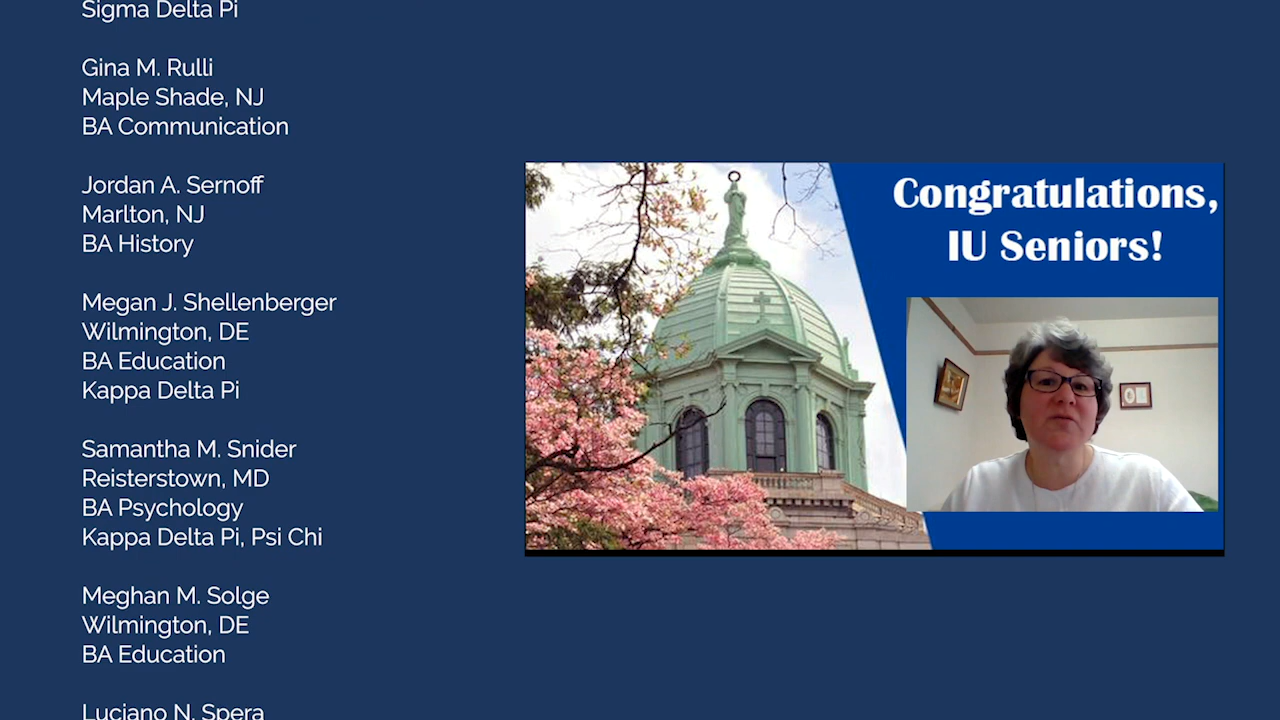 Sigma Delta Pi
Gina M. Rulli
Maple Shade, NJ
BA Communication
Jordan A. Sernoff
Marlton, NJ
BA History
Megan J. Shellenberger
Wilmington, DE
BA Education
Kappa Delta Pi
Samantha M. Snider
Reisterstown, MD
BA Psychology
Kappa Delta Pi, Psi Chi
Meghan M. Solge
Wilmington, DE
BA Education
Luciano N. Spera
Congratulations,
IU Seniors!